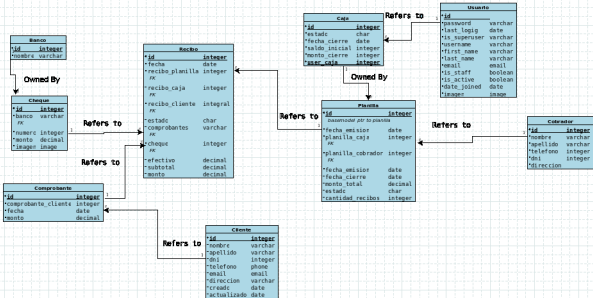 Banco
*id integer
*nombre varchar
Owned By
Cheque
*id integer
*banco varchar
FK
*numero integer
*monto decimal
*imager image
Refers to
Refers to
Comprobante
*id integer
*comprobante_cliente integer
*fecha date
*monto decimal
Recibo
*id integer
*fecha date
*recibo_planilla integer
FK
*recibo_caja integer
FK
*recibo_cliente integral
FK
*estado char
*comprobantes varchar
FK
*cheque integer
FK
*efectivo decimal
*subtotal decimal
*monto decimal
Cliente
*id integer
*nombre varchar
*apellido varchar
*dni integer
*telefono phone
*email email
*direccion varchar
*creado date
*actualizado date
Refers to
Caja
*id integer
*estado char
*fecha_cierre date
*saldo_inicial integer
*monto_cierre integer
*user_caja integer
Owned By
Refers to
Usuario
*id integer
*password varchar
*last_logig date
*is_superuser varchar
*username varchar
*first_name varchar
*last_name varchar
*email email
*is_staff boolean
*is_active boolean
*date_joined date
*imager image
Refers to
Planilla
*id integer
basemodel ptr to planilla
*fecha_emision date
*planilla_caja integer
FK
*planilla_cobrador integer
FK
*fecha_emision date
*fecha_cierre date
*monto_total decimal
*estado char
*cantidad_recibos integer
Refers to
Cobrador
*id integer
*nombre varchar
*apellido varchar
*telefono integer
*dni integer
*direccion